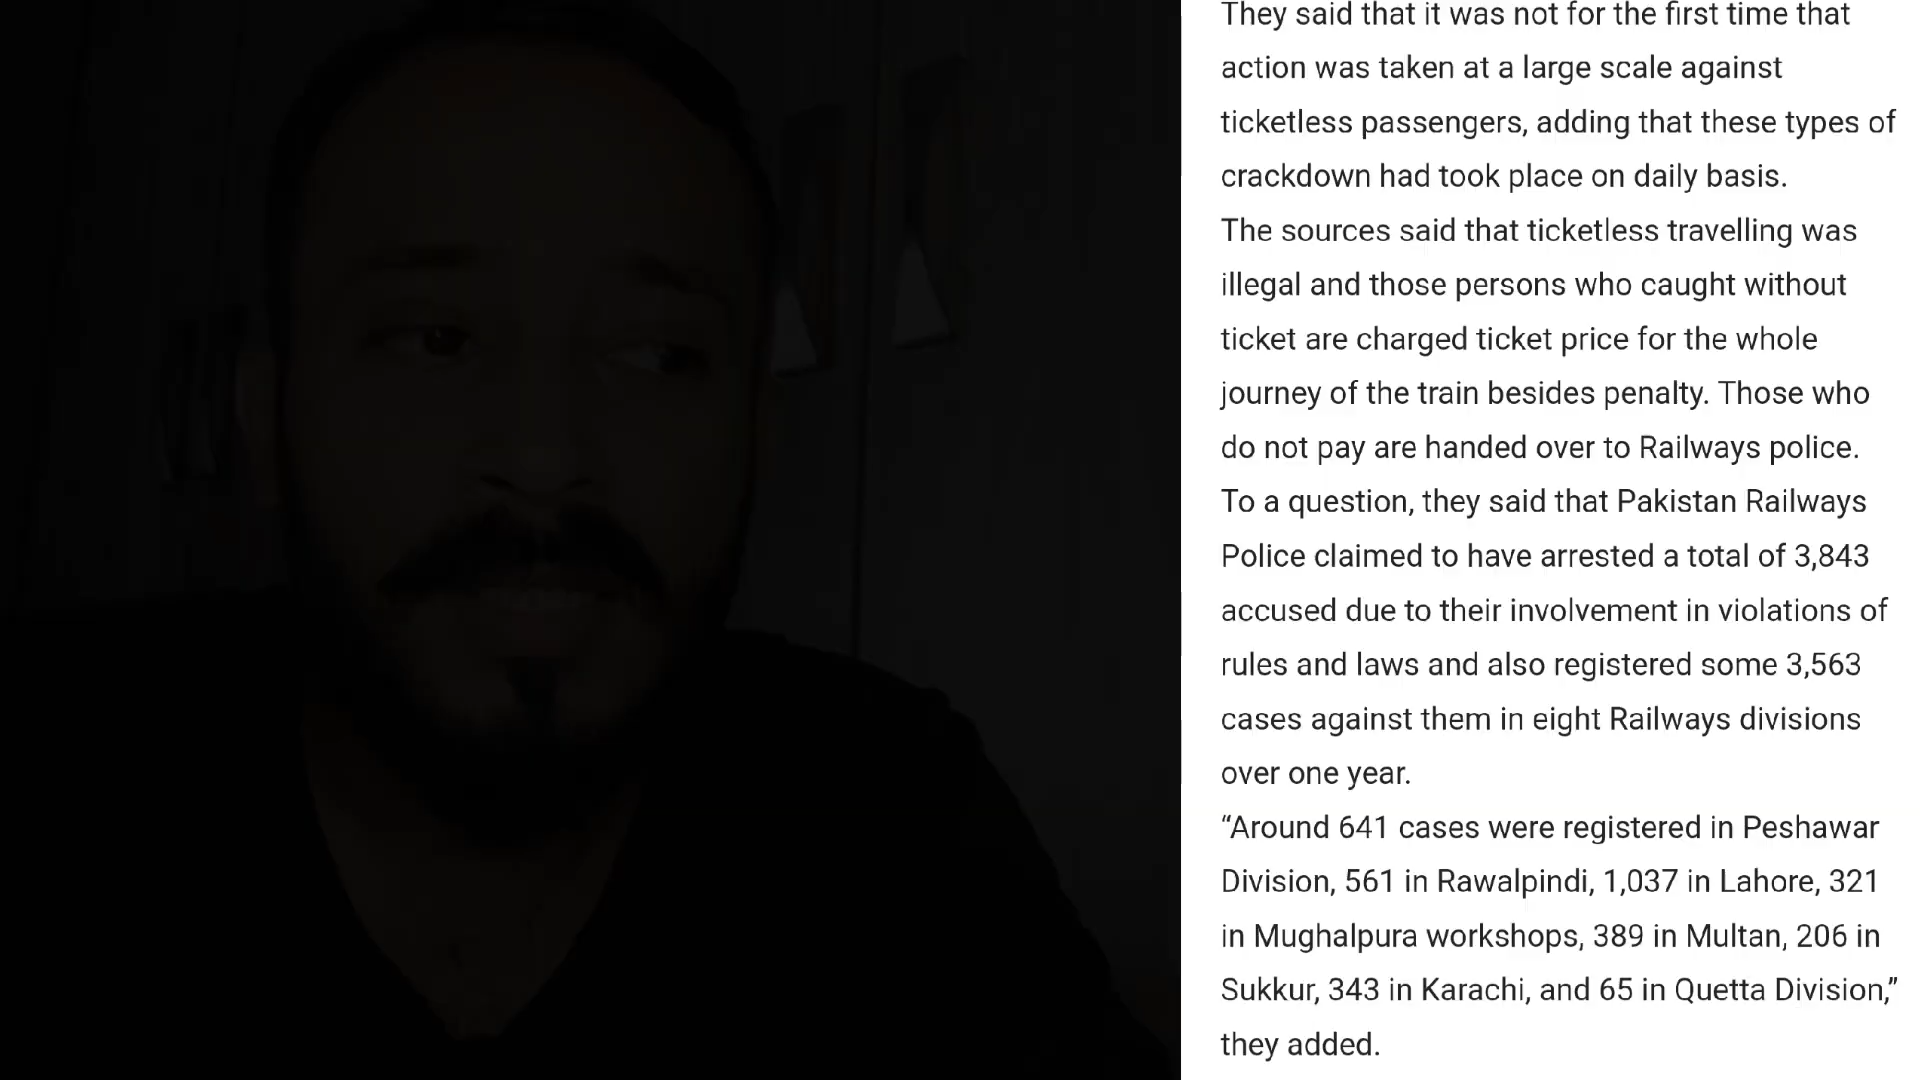 They said that it was not for the first time that
action was taken at a large scale against
ticketless passengers, adding that these types of
crackdown had took place on daily basis.
The sources said that ticketless travelling was
illegal and those persons who caught without
ticket are charged ticket price for the whole
journey of the train besides penalty. Those who
do not pay are handed over to Railways police.
To a question, they said that Pakistan Railways
Police claimed to have arrested a total of 3,843
accused due to their involvement in violations of
rules and laws and also registered some 3,563
cases against them in eight Railways divisions
over one year.
“Around 641 cases were registered in Peshawar
Division, 561 in Rawalpindi, 1,037 in Lahore, 321
in Mughalpura workshops, 389 in Multan, 206 in
Sukkur, 343 in Karachi, and 65 in Quetta Division,”
they added.